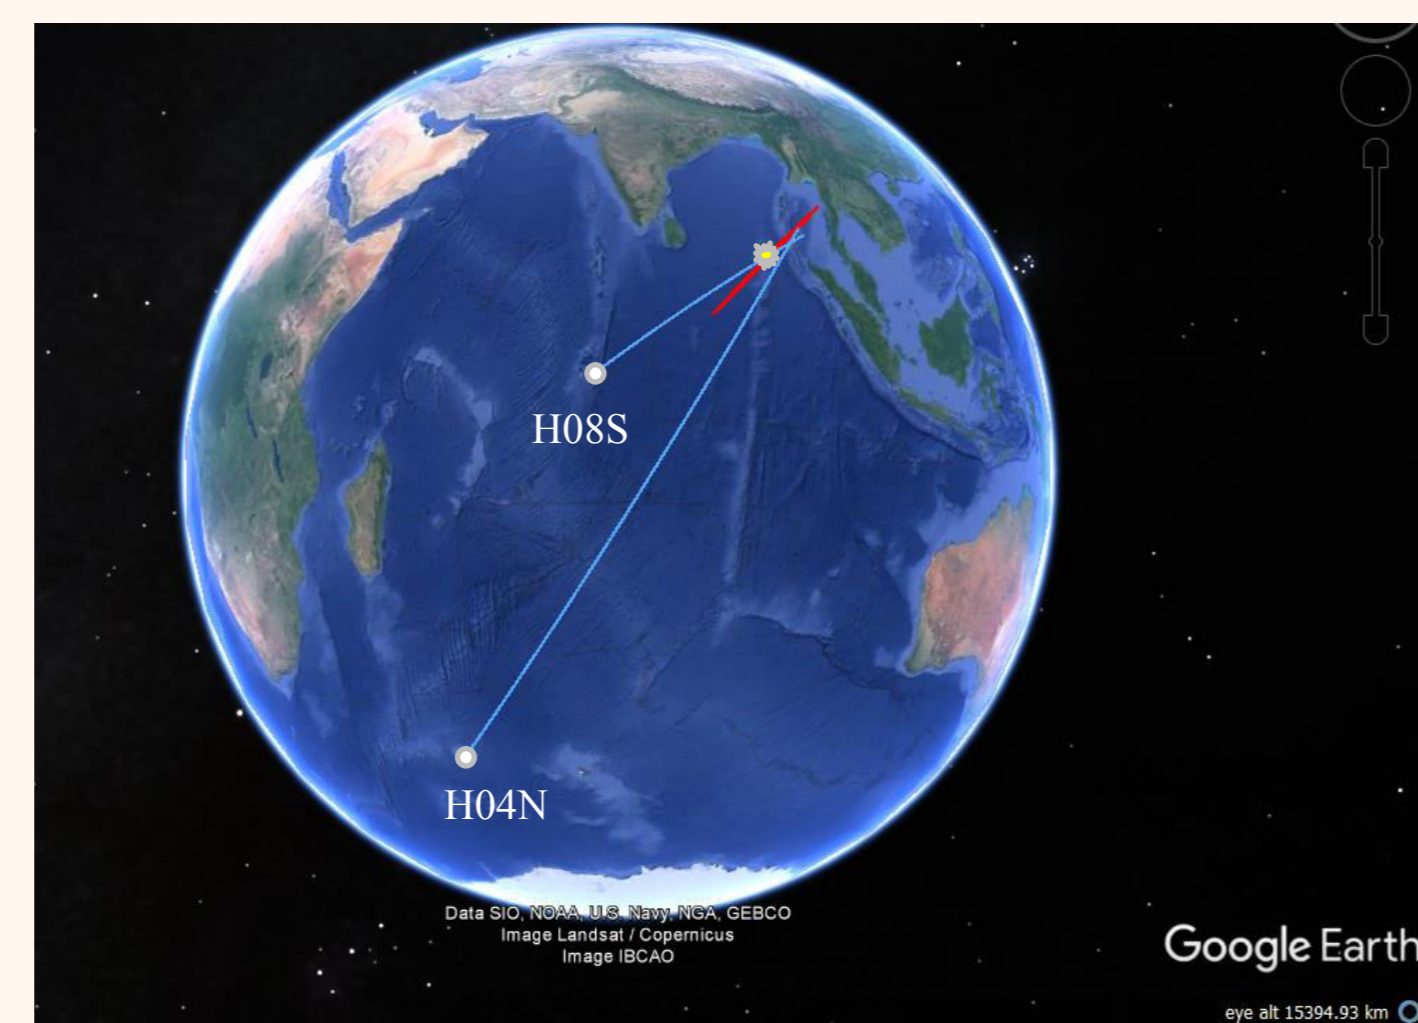 H08S
H04N
Data SIO, NOAA, U.S. Navy, NGA, GEBCO
Image Landsat / Copernicus
Image IBCAO
Google Earth
eye alt 15394.93 km